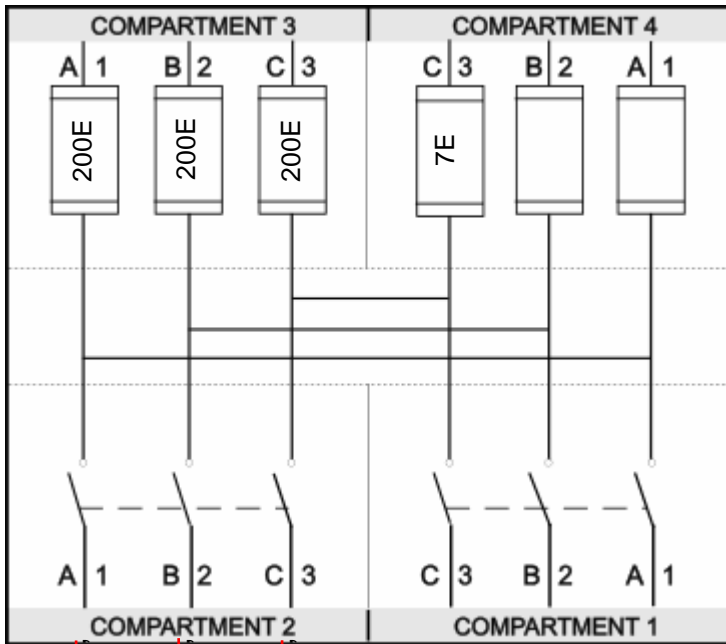 COMPARTMENT 3 COMPARTMENT 4
A 1 B 2 C 3 C 3 B 2 A 1
200E 200E 200E 7E
A 1 B 2 C 3 C 3 B 2 A 1
COMPARTMENT 2 COMPARTMENT 1